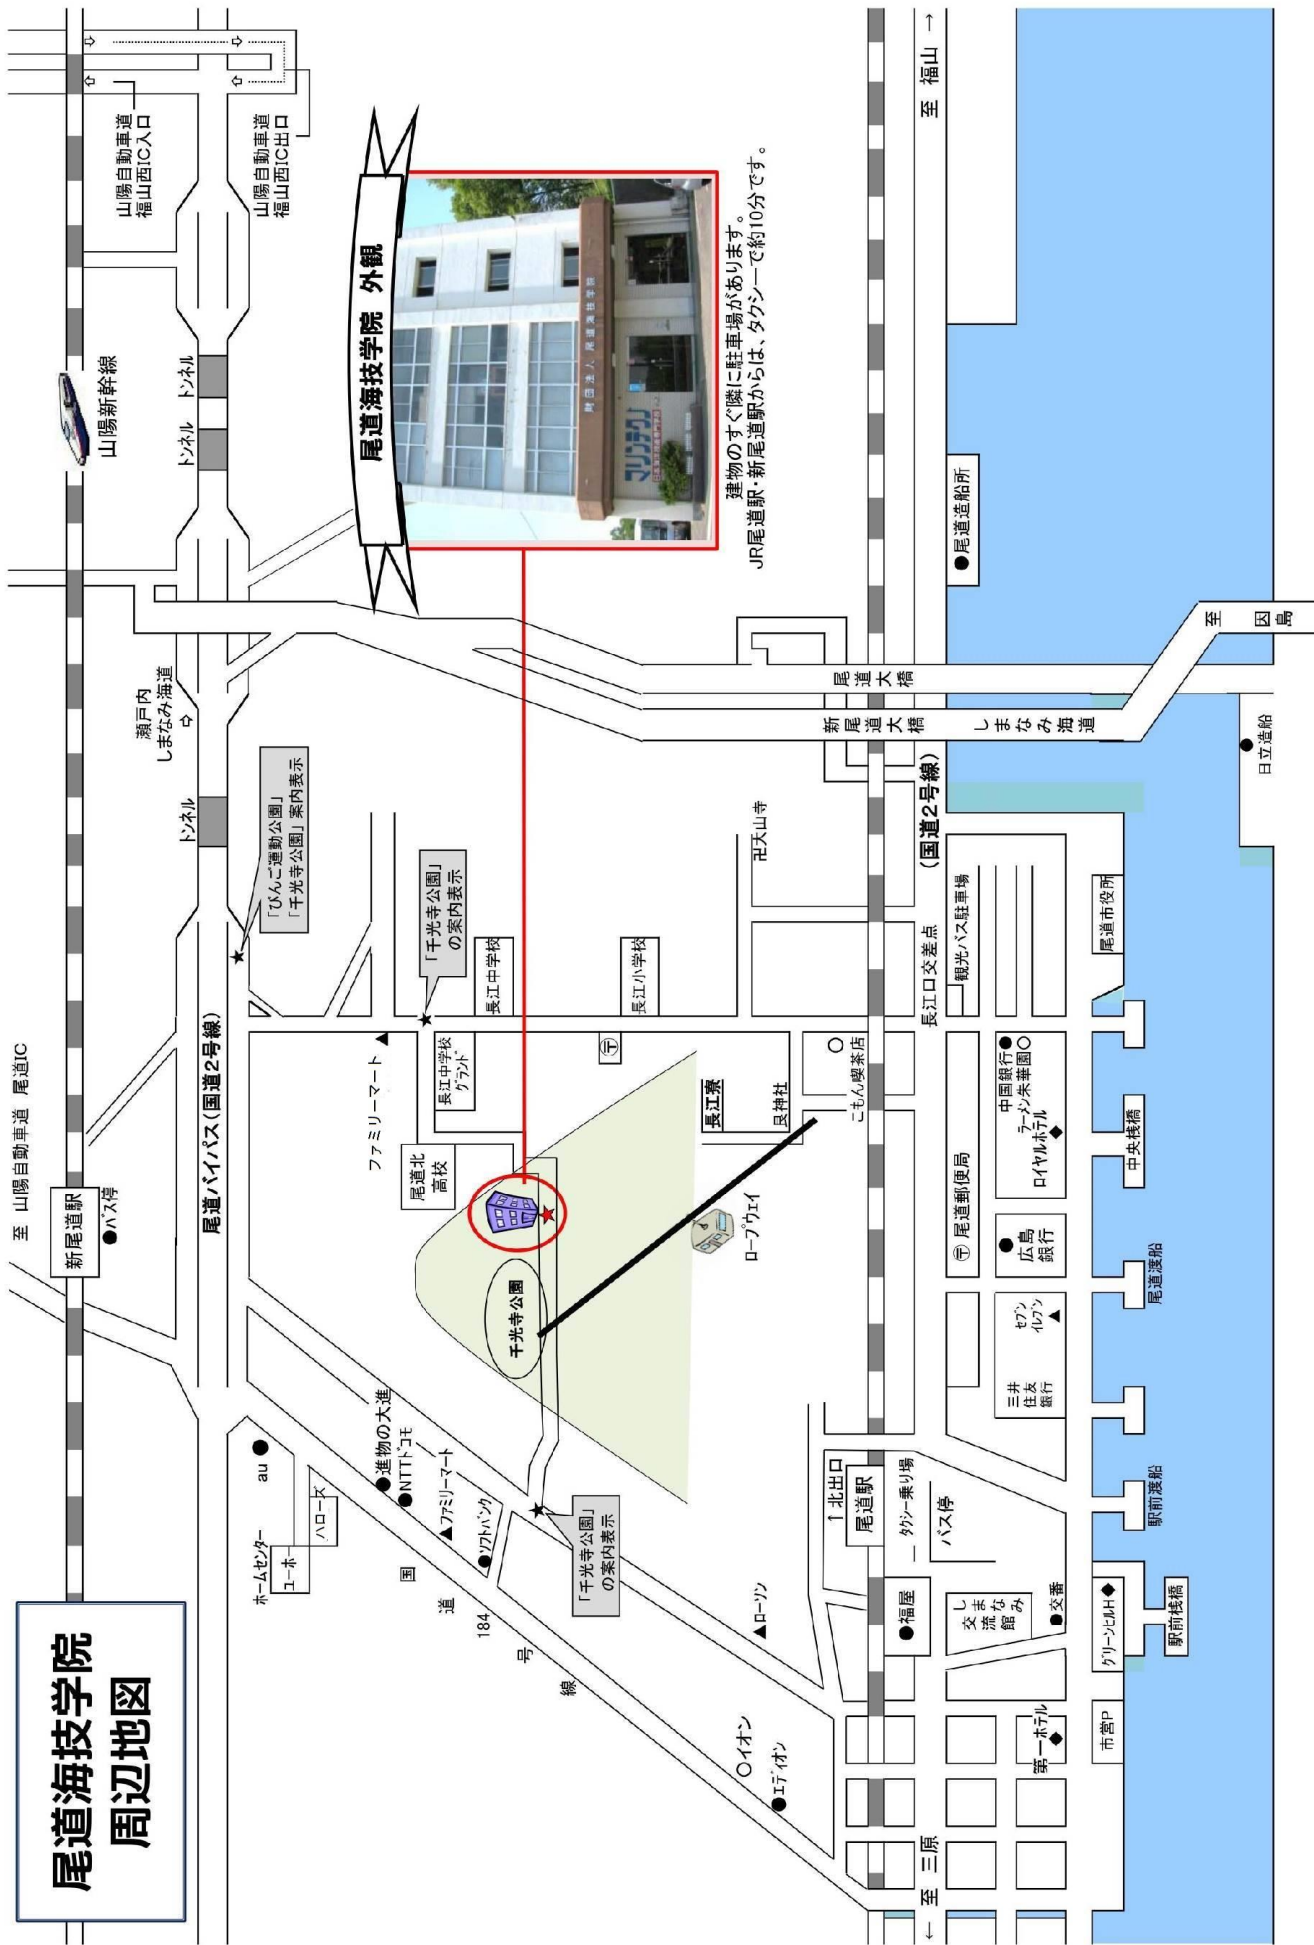 尾道海技学院
周辺地図
至 山陽自動車道 尾道IC
新尾道駅
●バス停
山陽新幹線
山陽自動車道
福山西IC入口
山陽自動車道
福山西IC出口
尾道バイパス(国道2号線)
トンネル
トンネル
トンネル
瀬戸内
しまなみ海道
⇨
「びんご運動公園」
「千光寺公園」案内表示
「千光寺公園」
の案内表示
尾道海技学院 外観
財団法人 尾道海技学院
マリンテクノ
建物のすぐ隣に駐車場があります。
JR尾道駅・新尾道駅からは、タクシーで約10分です。
ホームセンター
ユーホー
ハローズ
au
●進物の大進
●NTTドコモ
▲ファミリーマート
●ソフトバンク
国道184号線
「千光寺公園」
の案内表示
ファミリーマート▲
尾道北
高校
長江中学校
グランド
長江中学校
長江小学校
〒
千光寺公園
長江寮
艮神社
ロープウェイ
こもん喫茶店
卍天山寺
新尾道大橋
しまなみ海道
尾道大橋
至 因島
▲ローソン
○イオン
●エディオン
↑北出口
尾道駅
タクシー乗り場
バス停
●福屋
しまなみ
交流館
●交番
グリーンヒルH◆
駅前桟橋
駅前渡船
第一ホテル
市営P
← 至 三原
三井
住友
銀行
セブン
イレブン
〒尾道郵便局
広島
銀行
尾道渡船
中国銀行●
ラーメン朱華園○
ロイヤルホテル
中央桟橋
長江口交差点
(国道2号線)
観光バス駐車場
尾道市役所
●尾道造船所
日立造船
至 福山 →